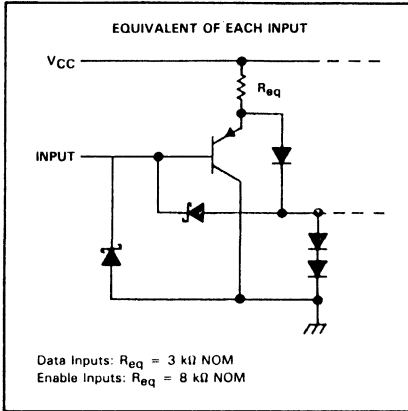 EQUIVALENT OF EACH INPUT
VCC
Req
INPUT
Data Inputs: Req = 3 kΩ NOM
Enable Inputs: Req = 8 kΩ NOM